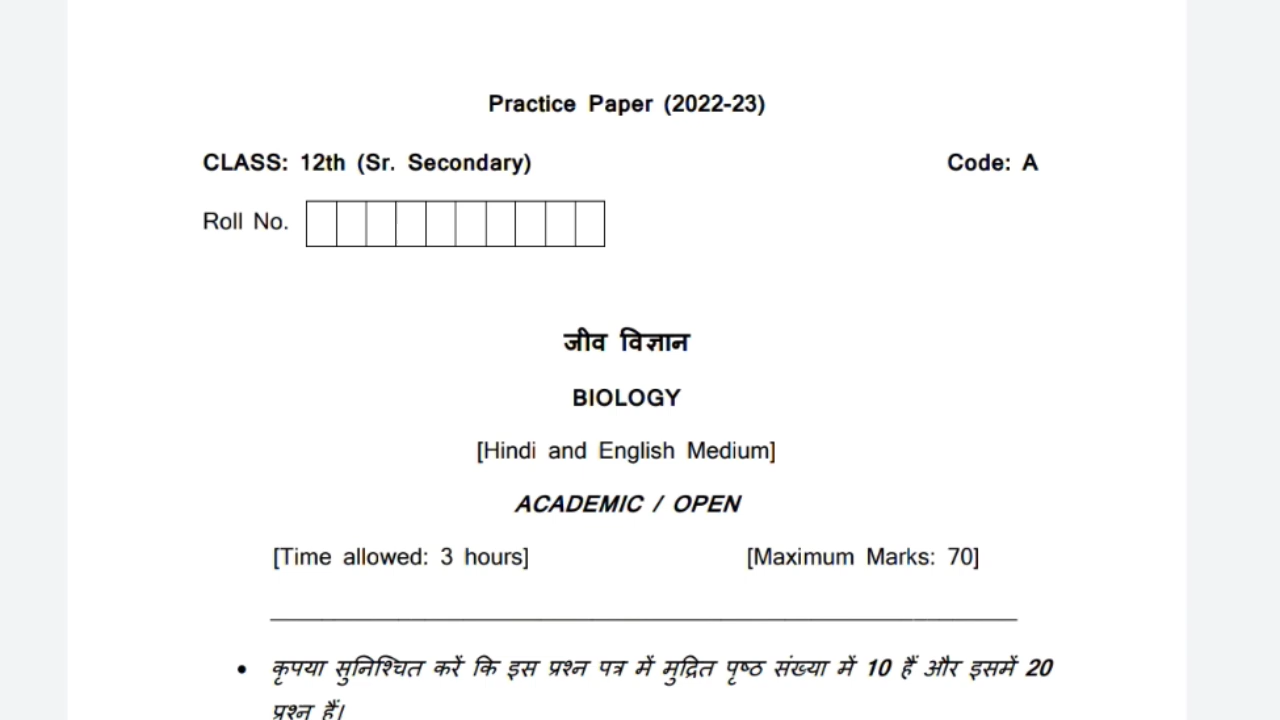 Practice Paper (2022-23)
CLASS: 12th (Sr. Secondary) Code: A
Roll No.
जीव विज्ञान
BIOLOGY
[Hindi and English Medium]
ACADEMIC / OPEN
[Time allowed: 3 hours] [Maximum Marks: 70]
• कृपया सुनिश्चित करें कि इस प्रश्न पत्र में मुद्रित पृष्ठ संख्या में 10 हैं और इसमें 20
प्रश्न हैं।